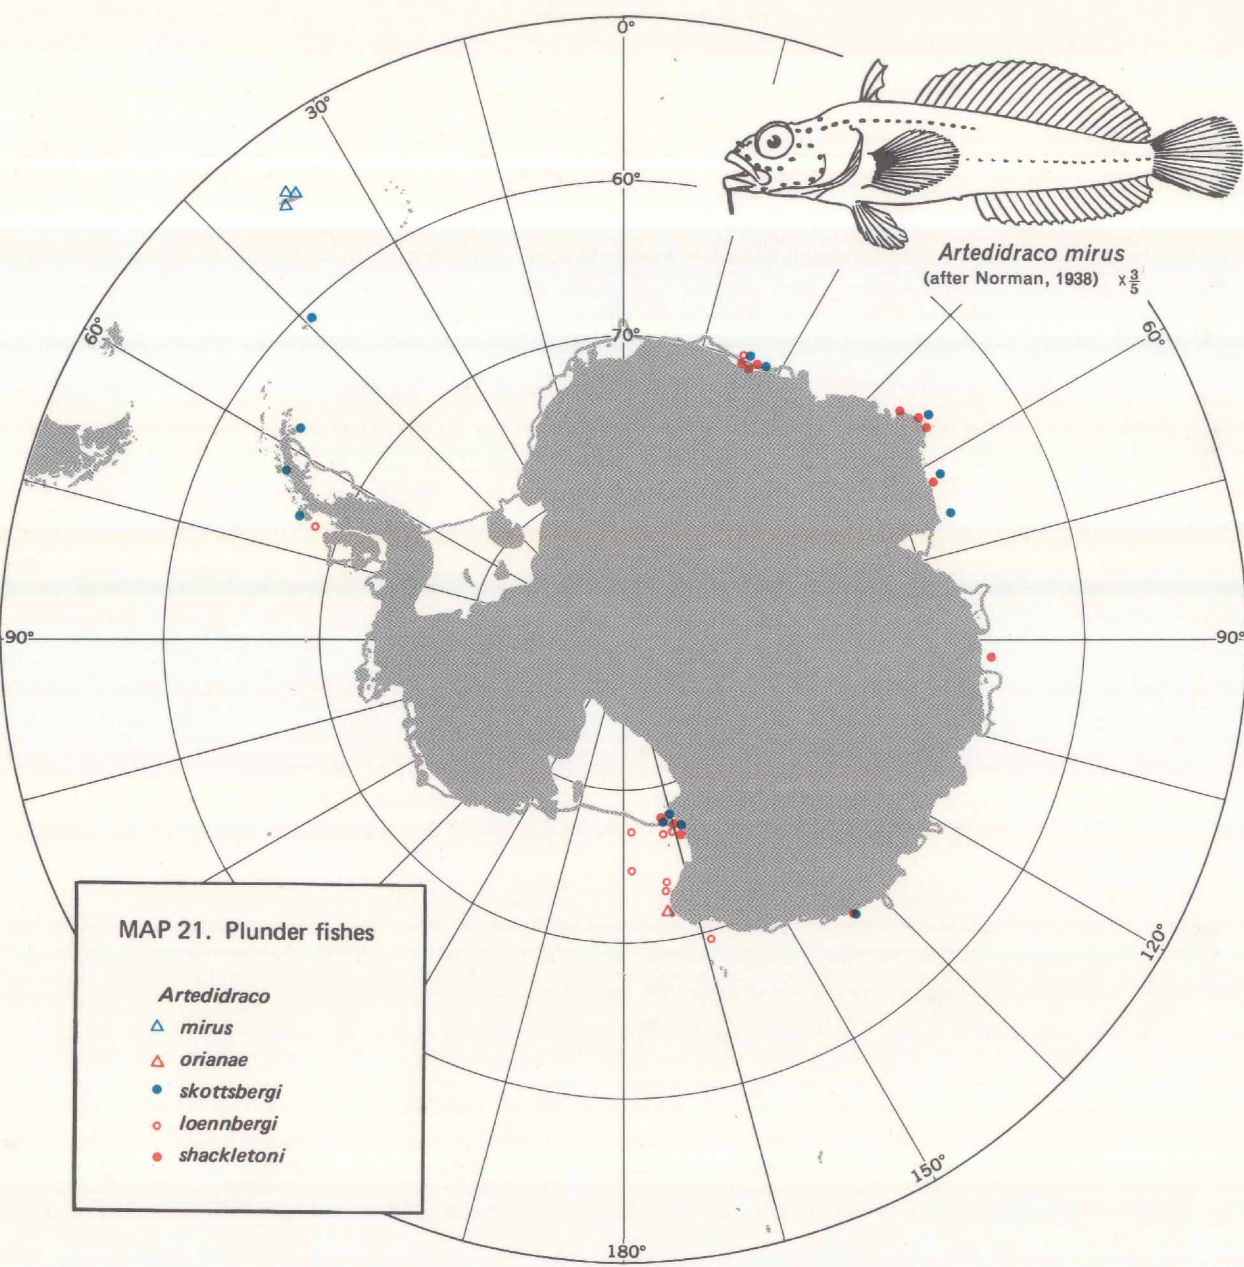 0°
30°
60°
Artedidraco mirus
(after Norman, 1938) x 3/5
60°
60°
70°
90°
90°
MAP 21. Plunder fishes
Artedidraco
mirus
orianae
skottsbergi
loennbergi
shackletoni
120°
150°
180°